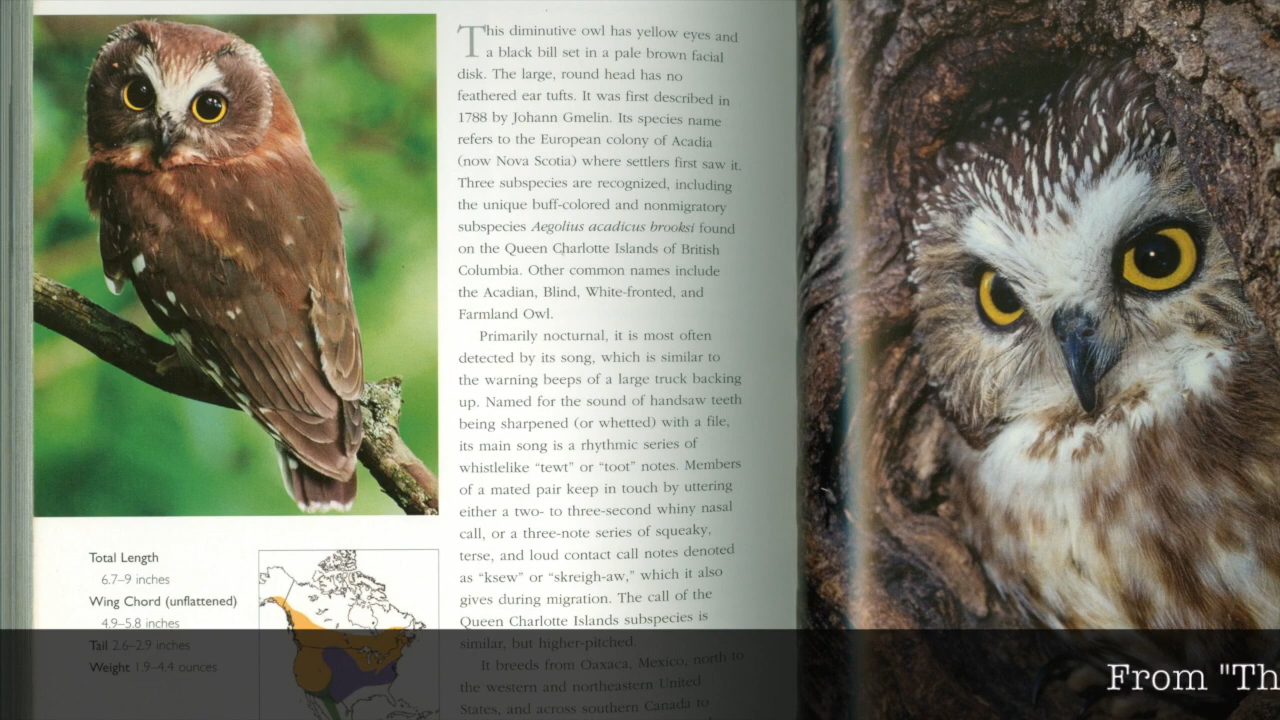 This diminutive owl has yellow eyes and
a black bill set in a pale brown facial
disk. The large, round head has no
feathered ear tufts. It was first described in
1788 by Johann Gmelin. Its species name
refers to the European colony of Acadia
(now Nova Scotia) where settlers first saw it.
Three subspecies are recognized, including
the unique buff-colored and nonmigratory
subspecies Aegolius acadicus brooksi found
on the Queen Charlotte Islands of British
Columbia. Other common names include
the Acadian, Blind, White-fronted, and
Farmland Owl.
Primarily nocturnal, it is most often
detected by its song, which is similar to
the warning beeps of a large truck backing
up. Named for the sound of handsaw teeth
being sharpened (or whetted) with a file,
its main song is a rhythmic series of
whistlelike “tewt” or “toot” notes. Members
of a mated pair keep in touch by uttering
either a two- to three-second whiny nasal
call, or a three-note series of squeaky,
terse, and loud contact call notes denoted
as “ksew” or “skreigh-aw,” which it also
gives during migration. The call of the
Queen Charlotte Islands subspecies is
similar, but higher-pitched.
It breeds from Oaxaca, Mexico, north to
the western and northeastern United
States, and across southern Canada to
Total Length
6.7–9 inches
Wing Chord (unflattened)
4.9–5.8 inches
Tail 2.6–2.9 inches
Weight 1.9–4.4 ounces
From "Th